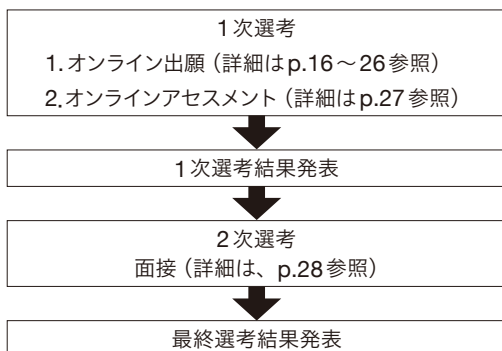 1次選考
1.オンライン出願（詳細はp.16～26参照）
2.オンラインアセスメント（詳細はp.27参照）
1次選考結果発表
2次選考
面接（詳細は、p.28参照）
最終選考結果発表